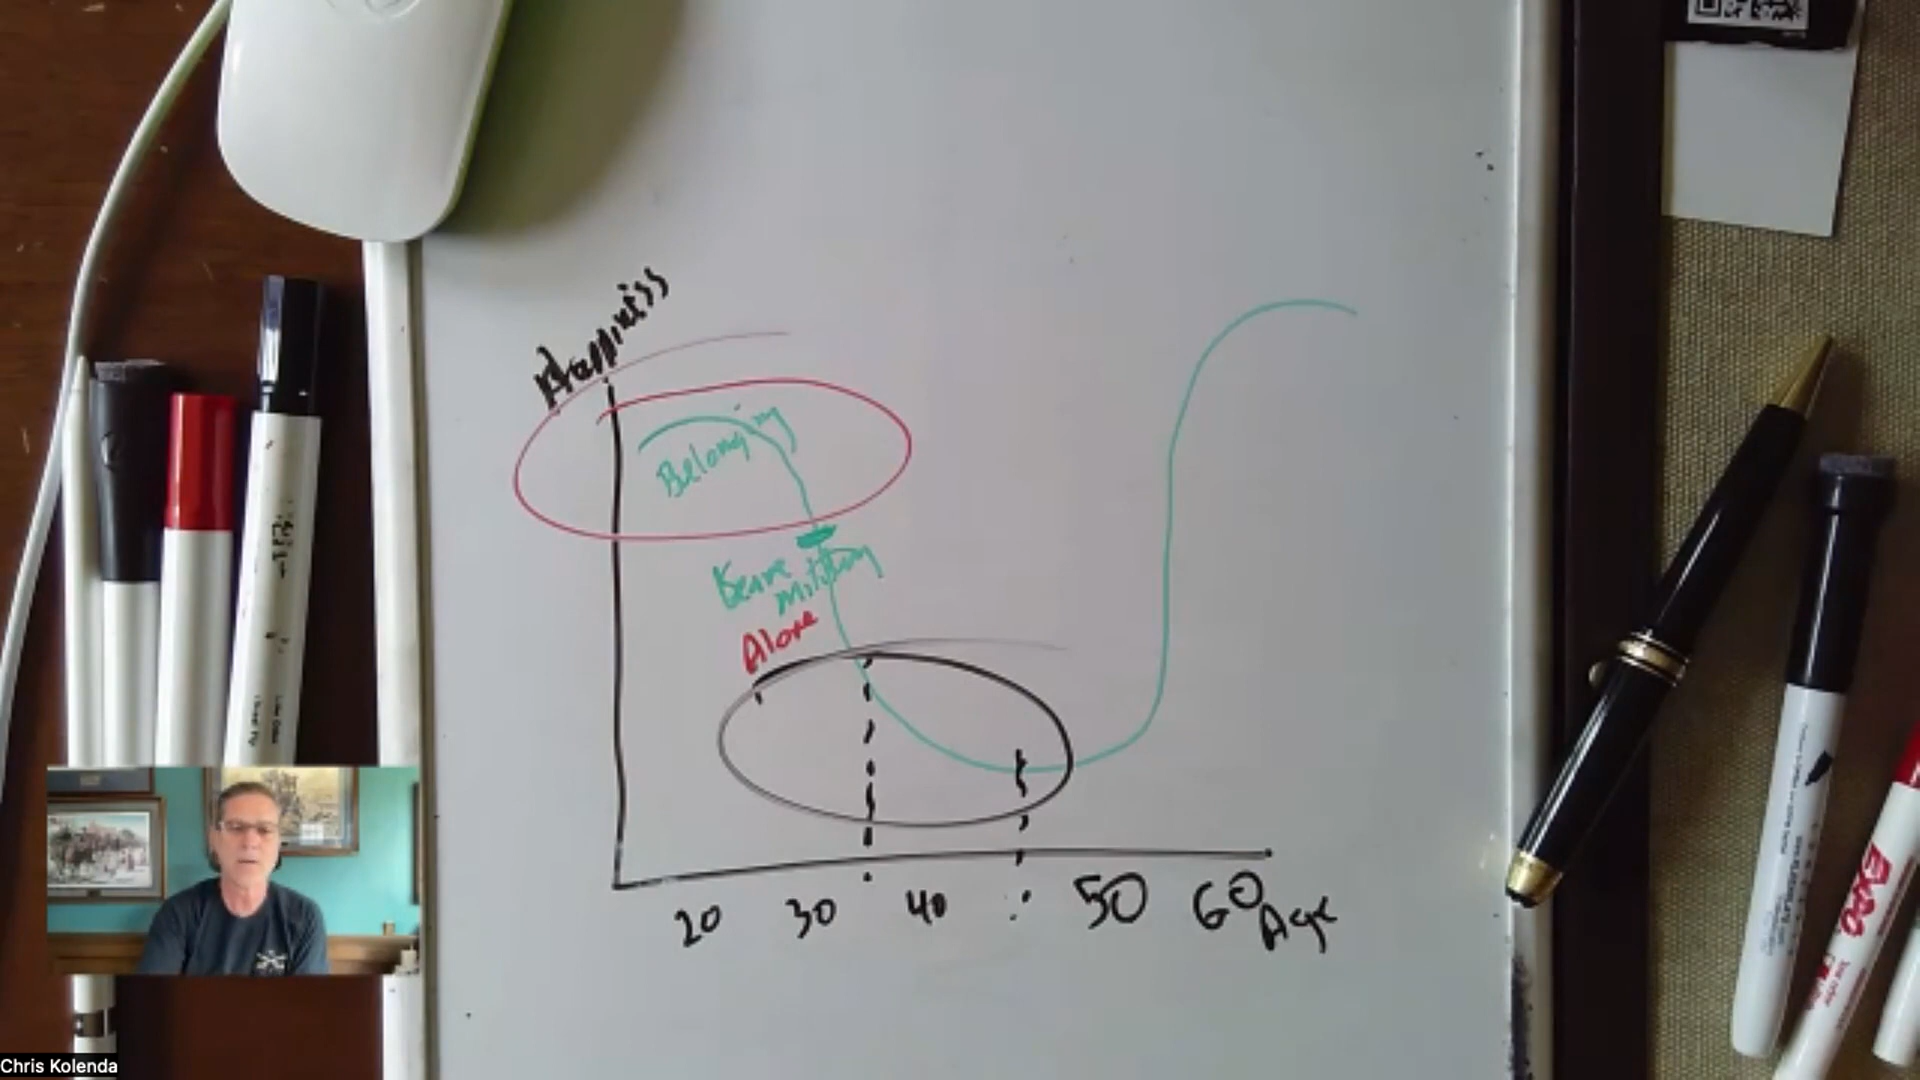 Happiness
Belonging
Leave
Military
Alone
20 30 40 50 60
Age
EXPO
Chris Kolenda